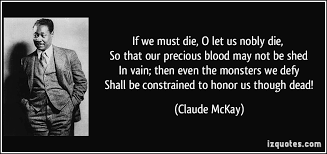 If we must die, O let us nobly die,
So that our precious blood may not be shed
In vain; then even the monsters we defy
Shall be constrained to honor us though dead!
(Claude McKay)
izquotes.com